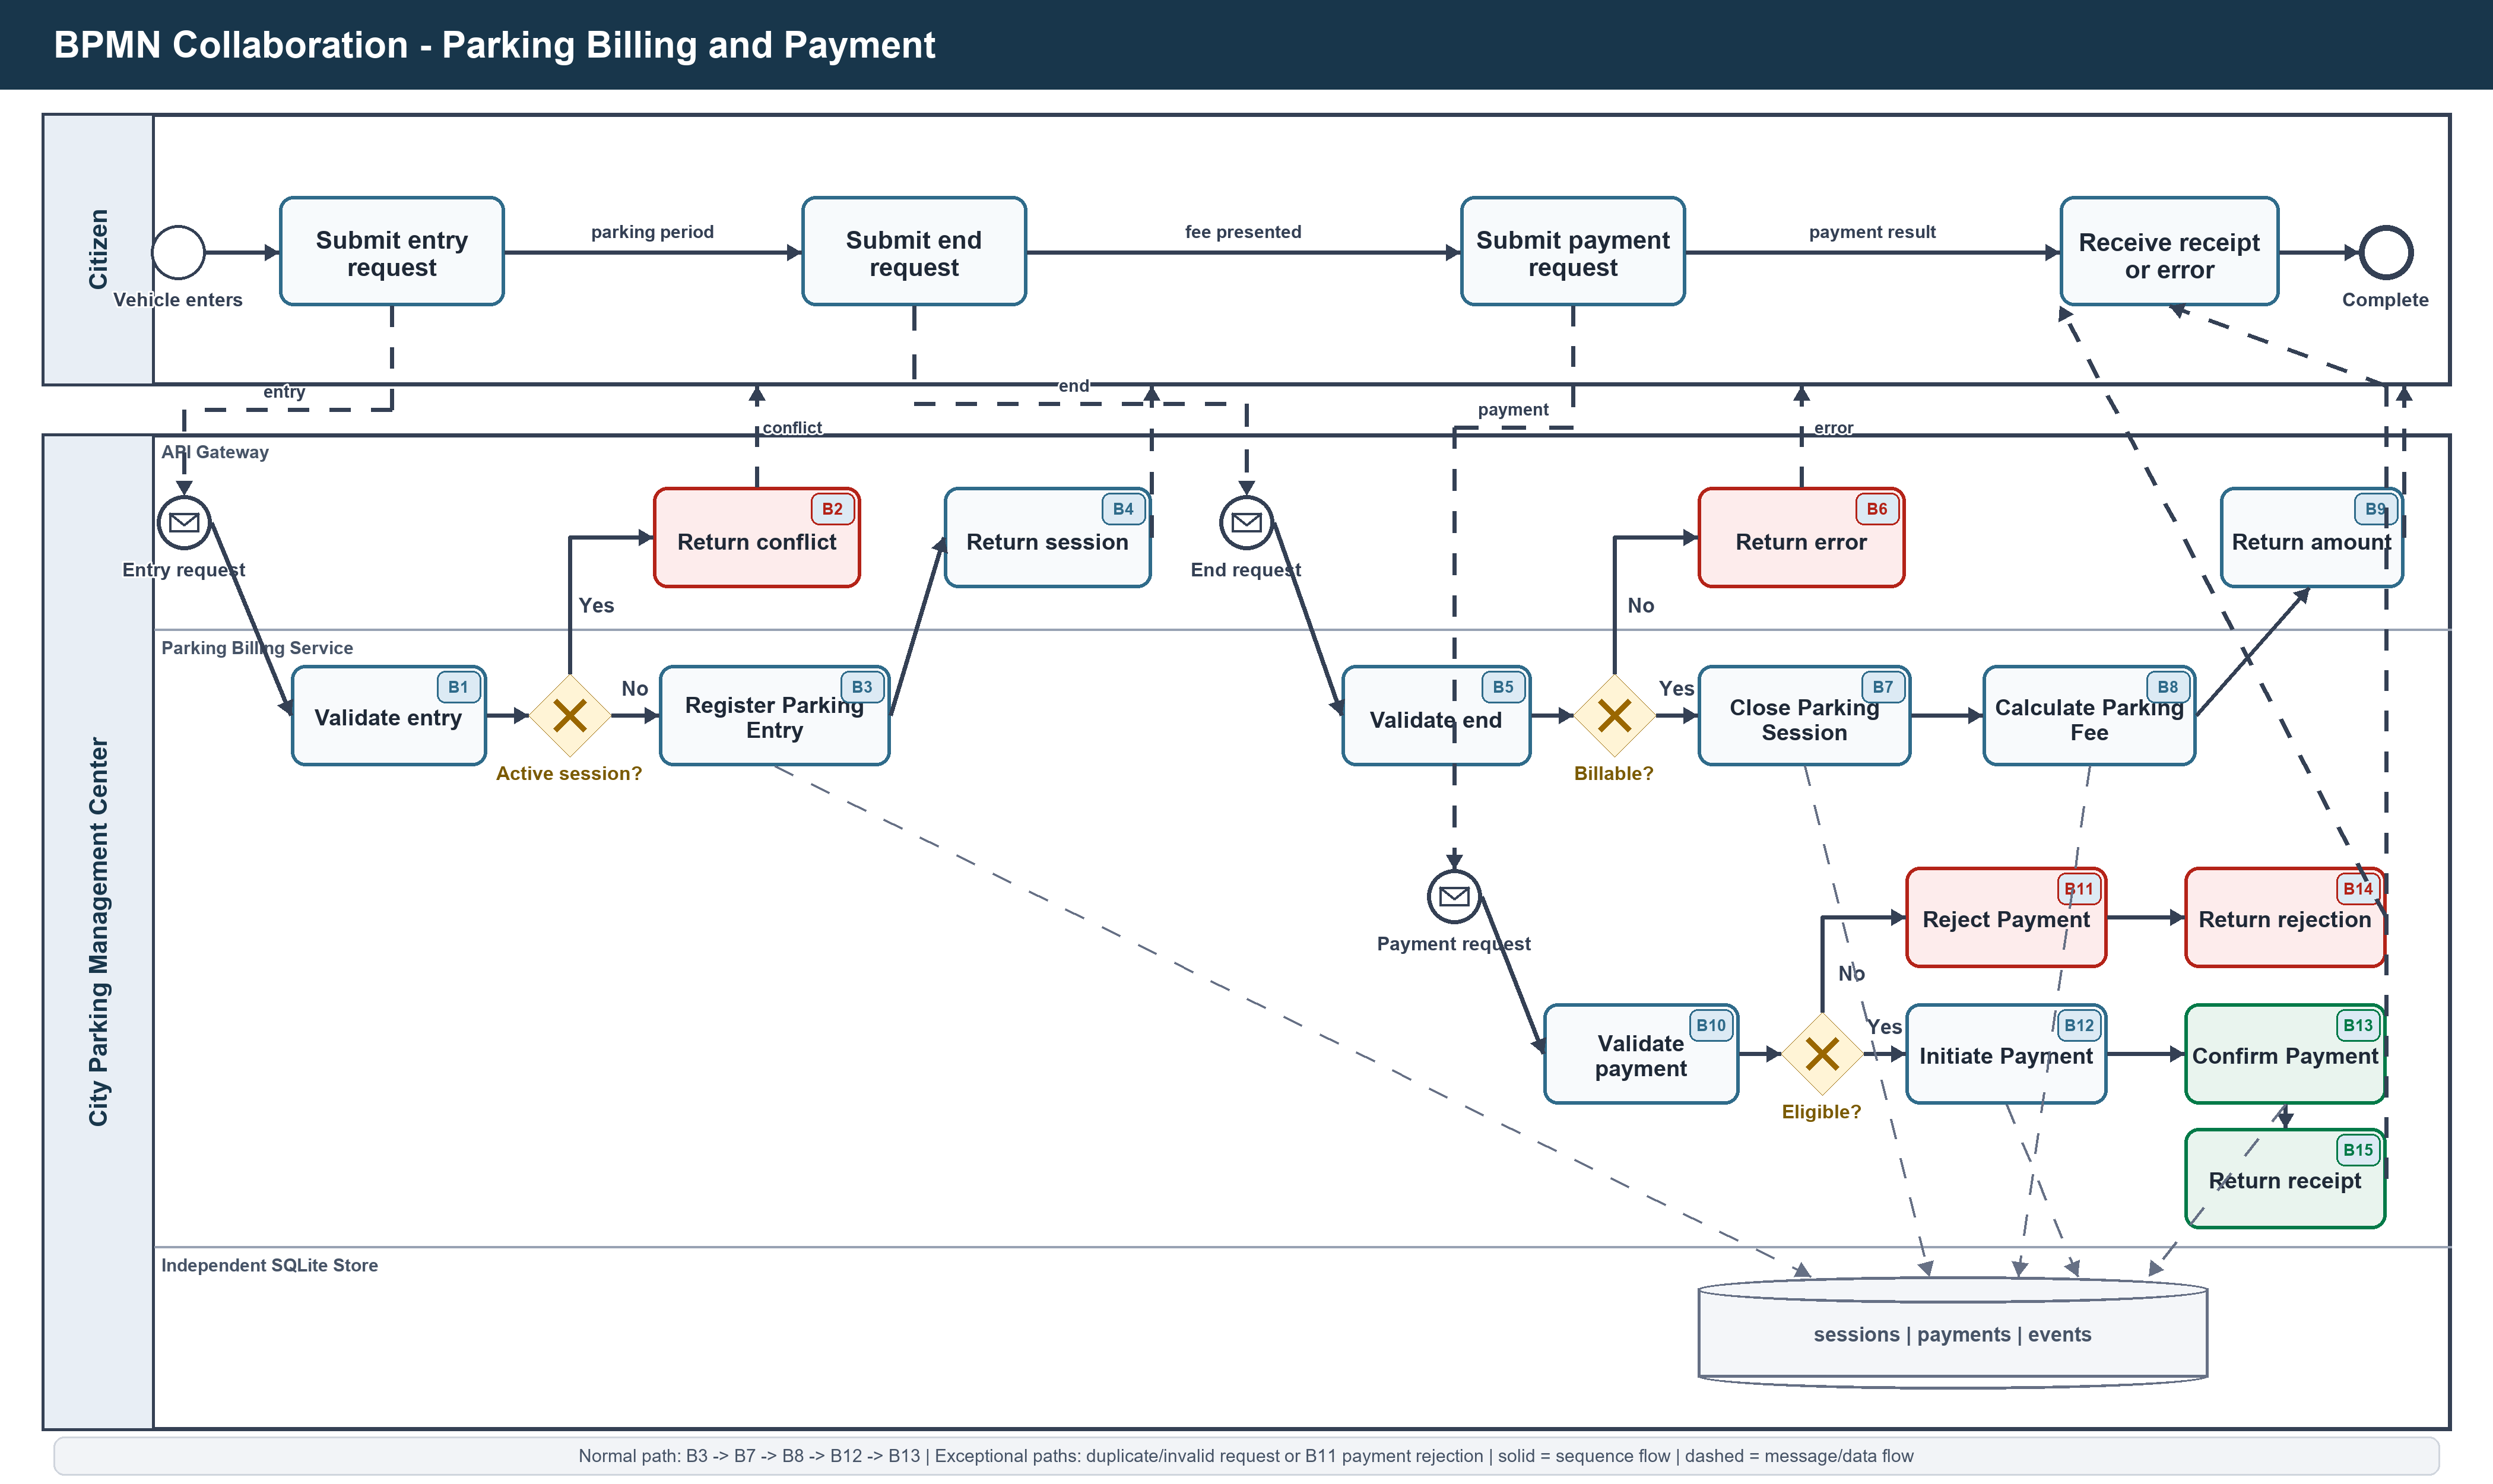 BPMN Collaboration - Parking Billing and Payment
Citizen
Vehicle enters
Submit entry
request
parking period
Submit end
request
fee presented
Submit payment
request
payment result
Receive receipt
or error
Complete
entry
conflict
end
payment
error
City Parking Management Center
API Gateway
Entry request
B2
Return conflict
B4
Return session
End request
B6
Return error
B9
Return amount
Yes
No
Parking Billing Service
B1
Validate entry
Active session?
No
B3
Register Parking
Entry
B5
Validate end
Billable?
Yes
B7
Close Parking
Session
B8
Calculate Parking
Fee
Payment request
B11
Reject Payment
B14
Return rejection
No
B10
Validate
payment
Eligible?
Yes
B12
Initiate Payment
B13
Confirm Payment
B15
Return receipt
Independent SQLite Store
sessions | payments | events
Normal path: B3 -> B7 -> B8 -> B12 -> B13 | Exceptional paths: duplicate/invalid request or B11 payment rejection | solid = sequence flow | dashed = message/data flow